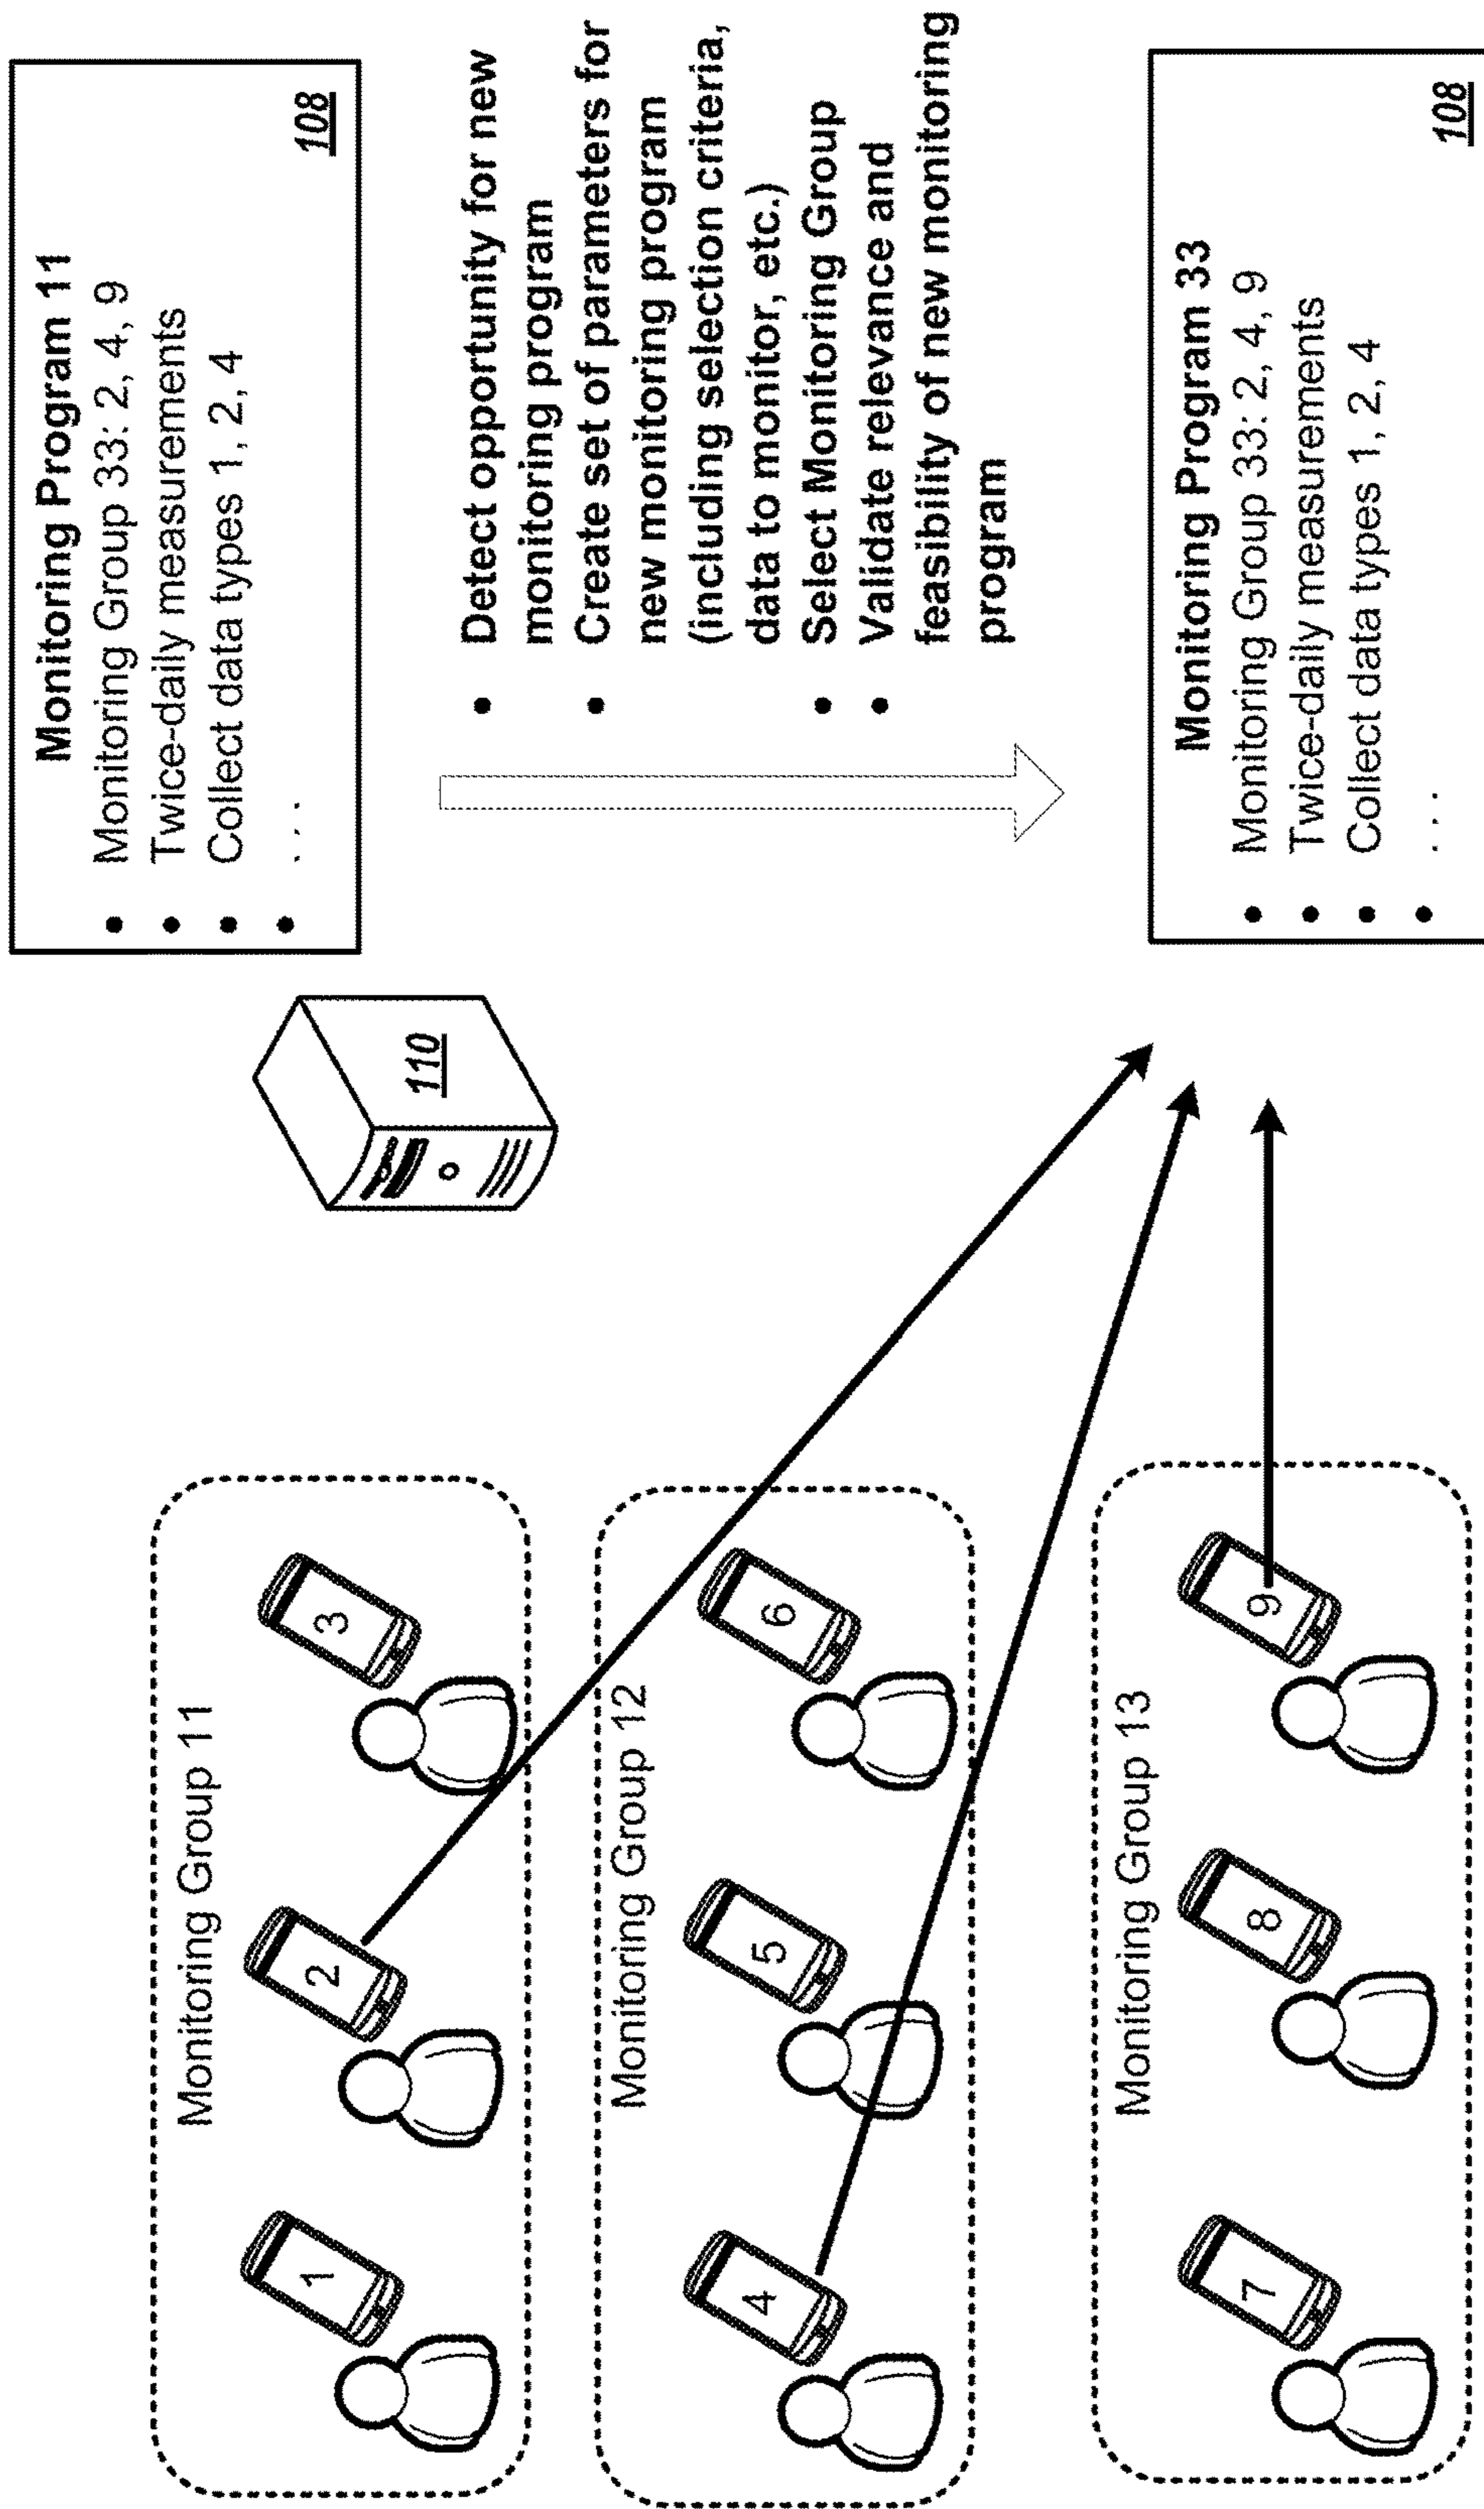 Monitoring Group 11
1
2
3
Monitoring Group 12
4
5
6
Monitoring Group 13
7
8
9
110
Monitoring Program 11
• Monitoring Group 33: 2, 4, 9
• Twice-daily measurements
• Collect data types 1, 2, 4
• . . .
108
• Detect opportunity for new
monitoring program
• Create set of parameters for
new monitoring program
(including selection criteria,
data to monitor, etc.)
• Select Monitoring Group
• Validate relevance and
feasibility of new monitoring
program
Monitoring Program 33
• Monitoring Group 33: 2, 4, 9
• Twice-daily measurements
• Collect data types 1, 2, 4
• . . .
108